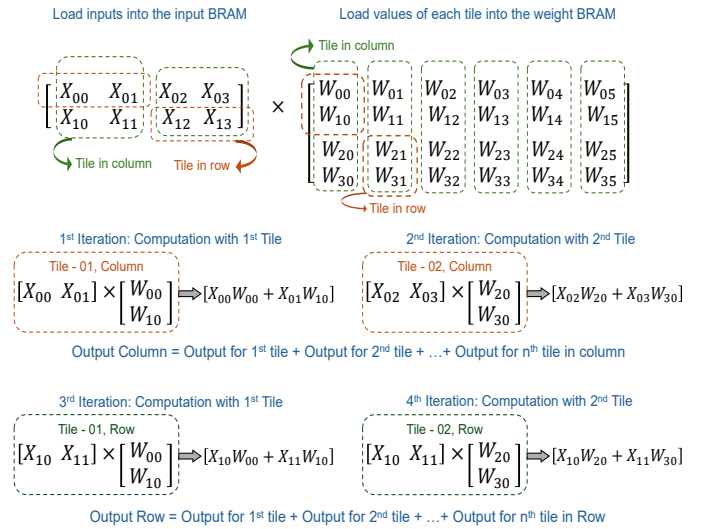 Load inputs into the input BRAM
Load values of each tile into the weight BRAM
Tile in column
X₀₀ X₀₁ X₀₂ X₀₃
X₁₀ X₁₁ X₁₂ X₁₃
×
W₀₀ W₀₁ W₀₂ W₀₃ W₀₄ W₀₅
W₁₀ W₁₁ W₁₂ W₁₃ W₁₄ W₁₅
W₂₀ W₂₁ W₂₂ W₂₃ W₂₄ W₂₅
W₃₀ W₃₁ W₃₂ W₃₃ W₃₄ W₃₅
Tile in column
Tile in row
Tile in row
1st Iteration: Computation with 1st Tile
Tile - 01, Column
[X₀₀ X₀₁] × [W₀₀
W₁₀] ⇒ [X₀₀W₀₀ + X₀₁W₁₀]
2nd Iteration: Computation with 2nd Tile
Tile - 02, Column
[X₀₂ X₀₃] × [W₂₀
W₃₀] ⇒ [X₀₂W₂₀ + X₀₃W₃₀]
Output Column = Output for 1st tile + Output for 2nd tile + ...+ Output for nth tile in column
3rd Iteration: Computation with 1st Tile
Tile - 01, Row
[X₁₀ X₁₁] × [W₀₀
W₁₀] ⇒ [X₁₀W₀₀ + X₁₁W₁₀]
4th Iteration: Computation with 2nd Tile
Tile - 02, Row
[X₁₀ X₁₁] × [W₂₀
W₃₀] ⇒ [X₁₀W₂₀ + X₁₁W₃₀]
Output Row = Output for 1st tile + Output for 2nd tile + ...+ Output for nth tile in Row